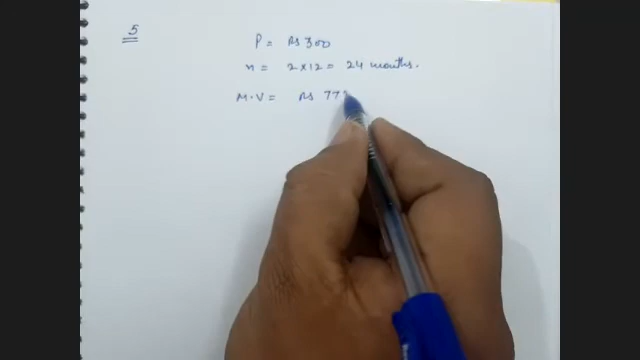 5
P = Rs 300
n = 2 × 12 = 24 months.
M.V = Rs 77